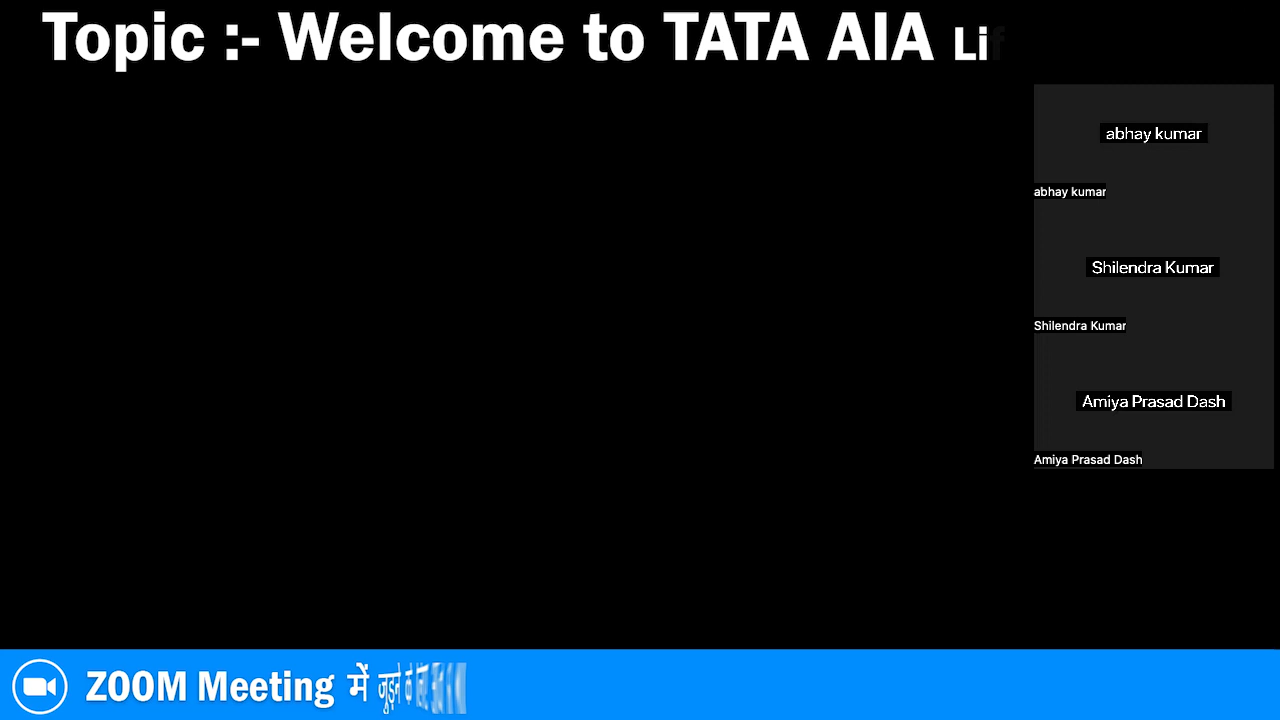 Topic :- Welcome to TATA AIA Lif
abhay kumar
abhay kumar
Shilendra Kumar
Shilendra Kumar
Amiya Prasad Dash
Amiya Prasad Dash
ZOOM Meeting में जुड़ने के